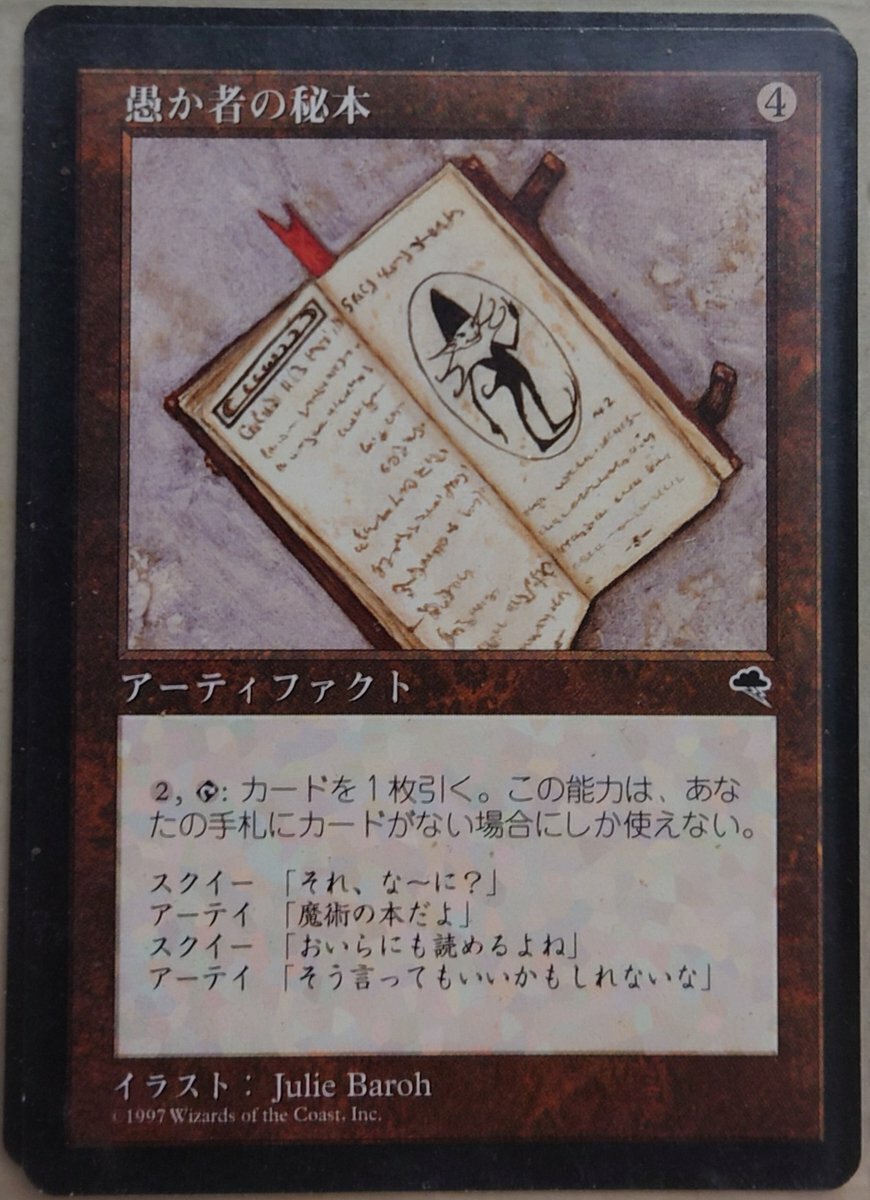 愚か者の秘本
4
アーティファクト
2, : カードを1枚引く。この能力は、あな
たの手札にカードがない場合にしか使えない。
スクイー 「それ、な～に？」
アーテイ 「魔術の本だよ」
スクイー 「おいらにも読めるよね」
アーテイ 「そう言ってもいいかもしれないな」
イラスト： Julie Baroh
©1997 Wizards of the Coast, Inc.